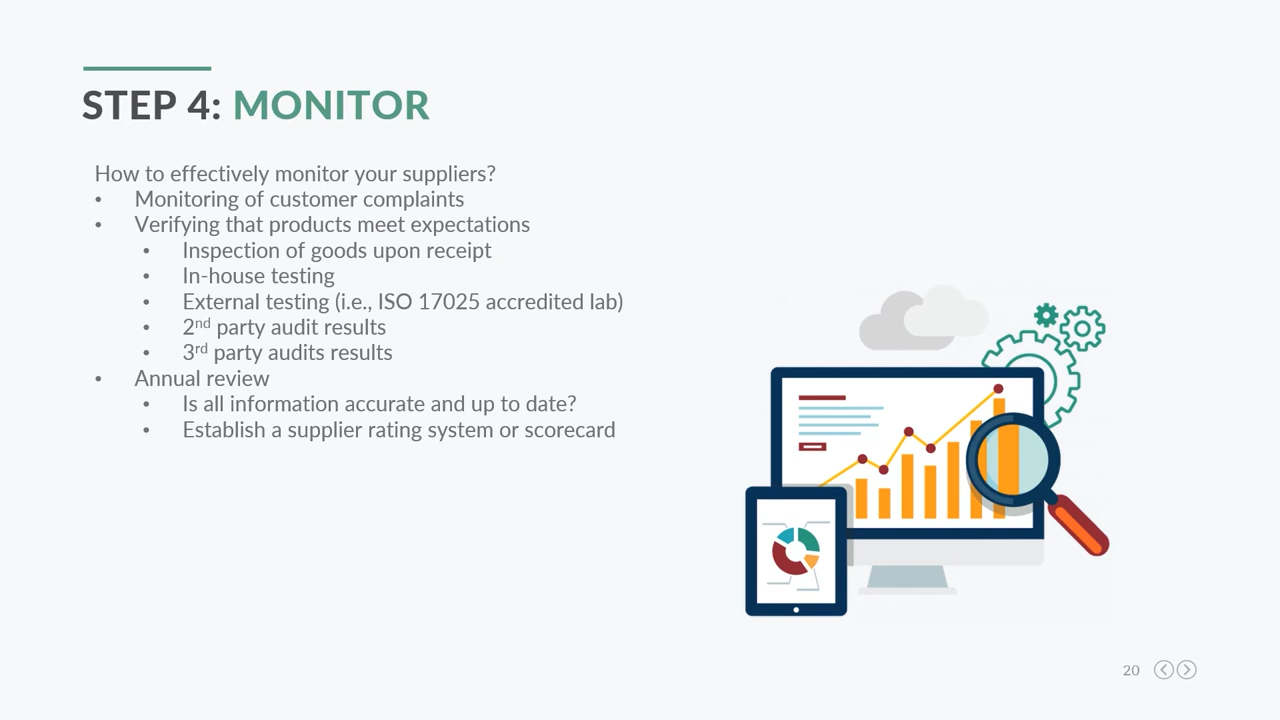 STEP 4: MONITOR
How to effectively monitor your suppliers?
• Monitoring of customer complaints
• Verifying that products meet expectations
• Inspection of goods upon receipt
• In-house testing
• External testing (i.e., ISO 17025 accredited lab)
• 2nd party audit results
• 3rd party audits results
• Annual review
• Is all information accurate and up to date?
• Establish a supplier rating system or scorecard
20